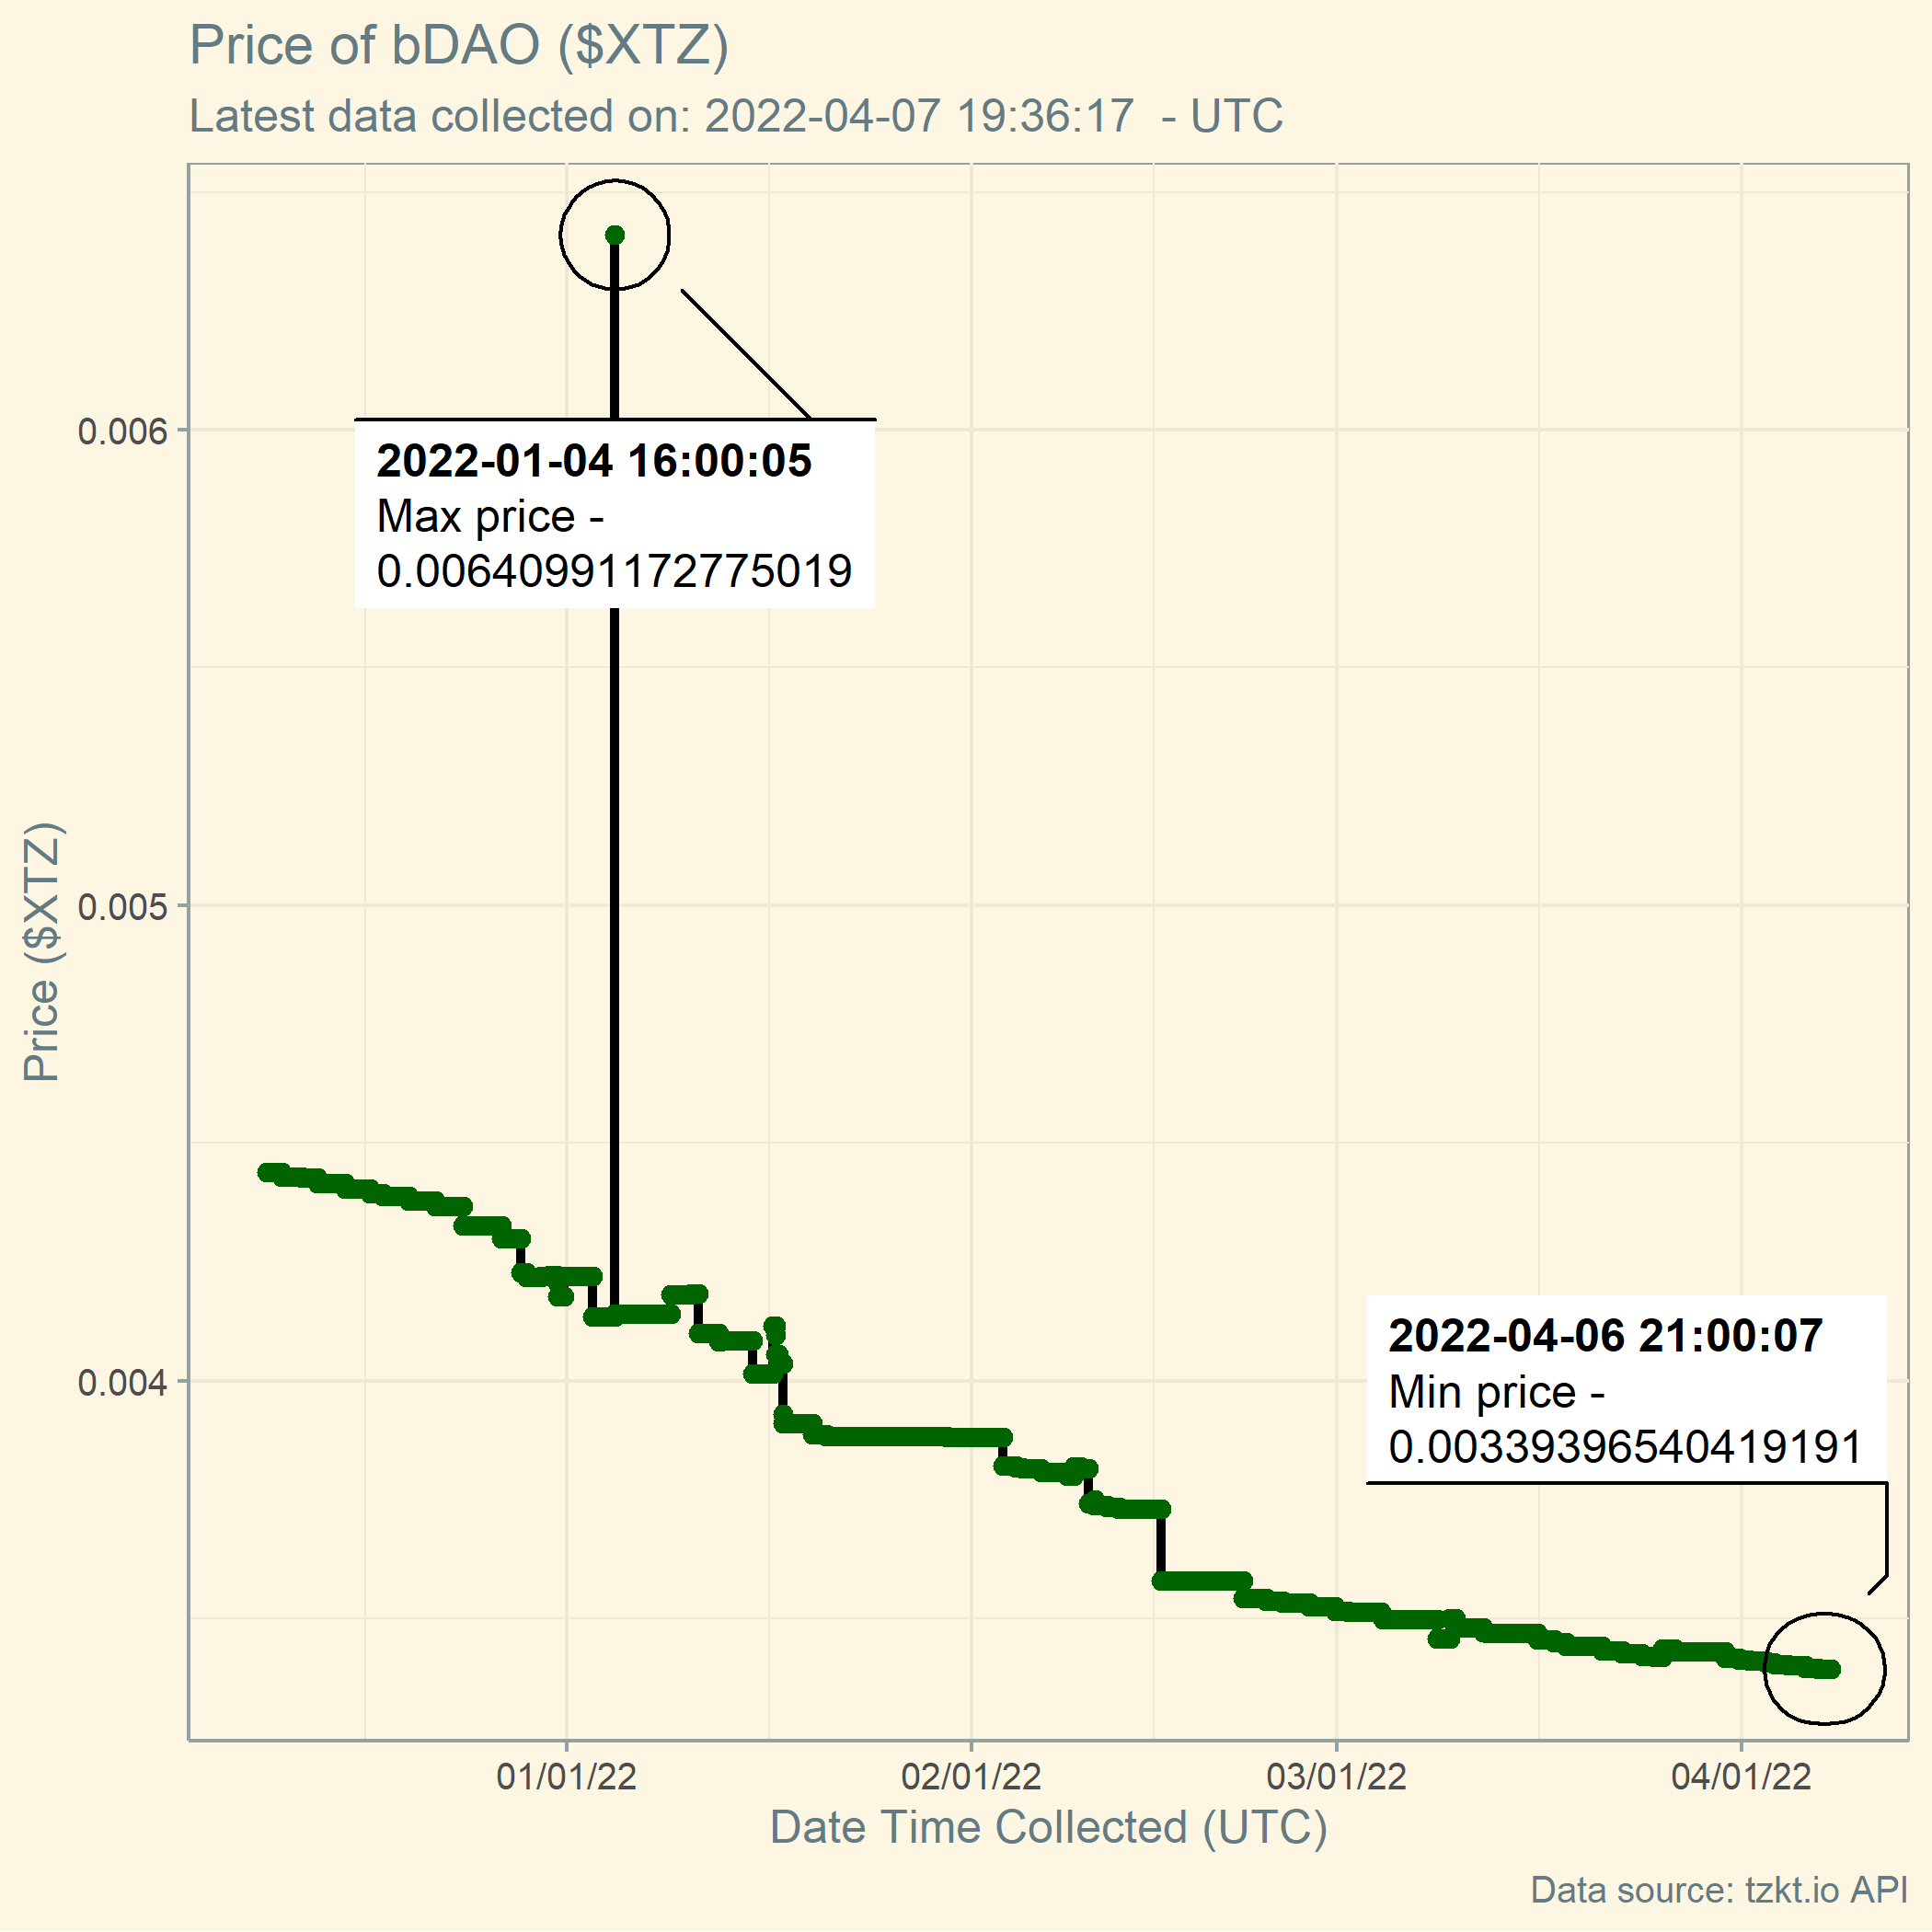 Price of bDAO ($XTZ)
Latest data collected on: 2022-04-07 19:36:17  - UTC
2022-01-04 16:00:05
Max price -
0.00640991172775019
0.006
0.005
0.004
Price ($XTZ)
2022-04-06 21:00:07
Min price -
0.00339396540419191
01/01/22
02/01/22
03/01/22
04/01/22
Date Time Collected (UTC)
Data source: tzkt.io API